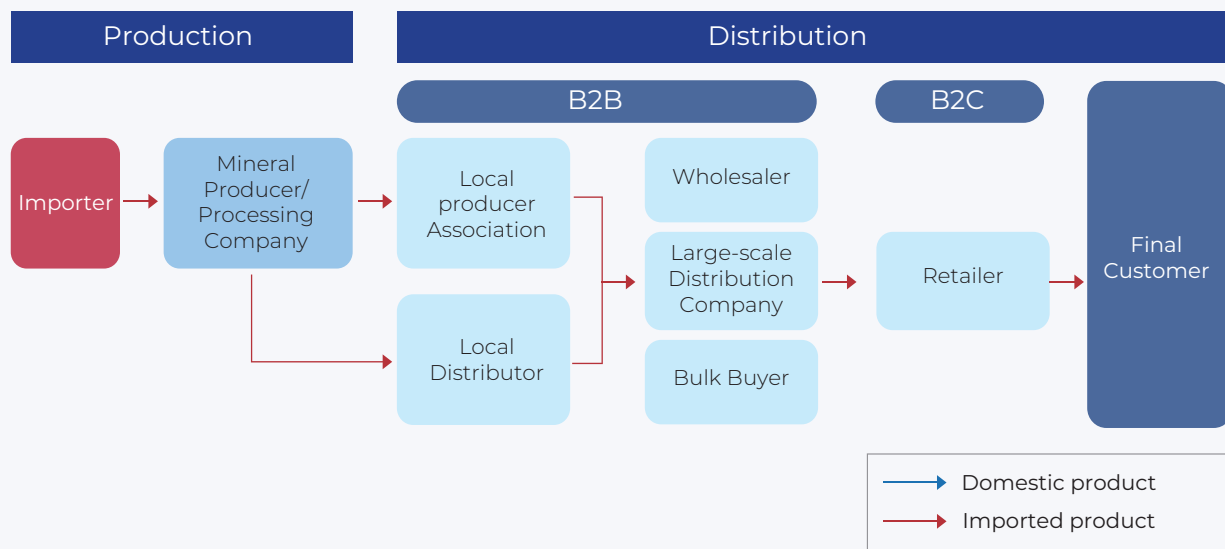 Production
Distribution
B2B
B2C
Importer
Mineral
Producer/
Processing
Company
Local
producer
Association
Local
Distributor
Wholesaler
Large-scale
Distribution
Company
Bulk Buyer
Retailer
Final
Customer
Domestic product
Imported product